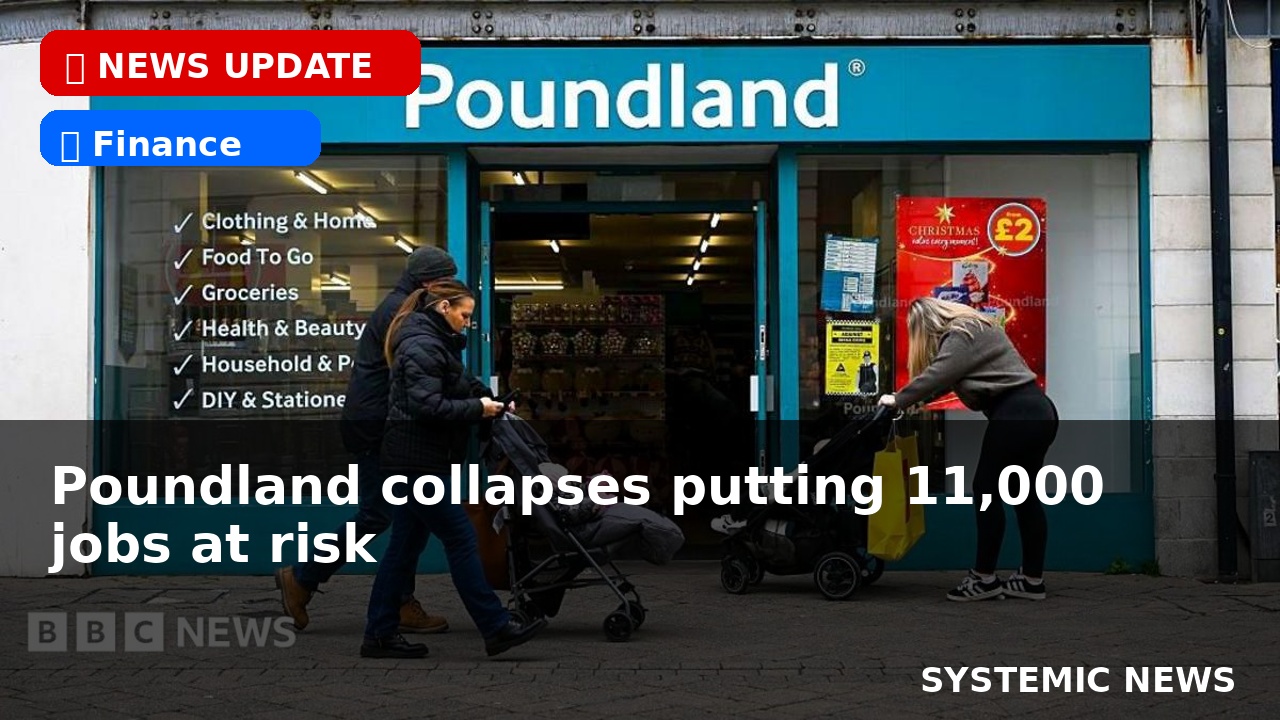 NEWS UPDATE
Poundland®
Finance
✓ Clothing & Home
✓ Food To Go
✓ Groceries
✓ Health & Beauty
✓ Household & P
✓ DIY & Statione
CHRISTMAS
From
£2
Poundland collapses putting 11,000
jobs at risk
BBC NEWS
SYSTEMIC NEWS